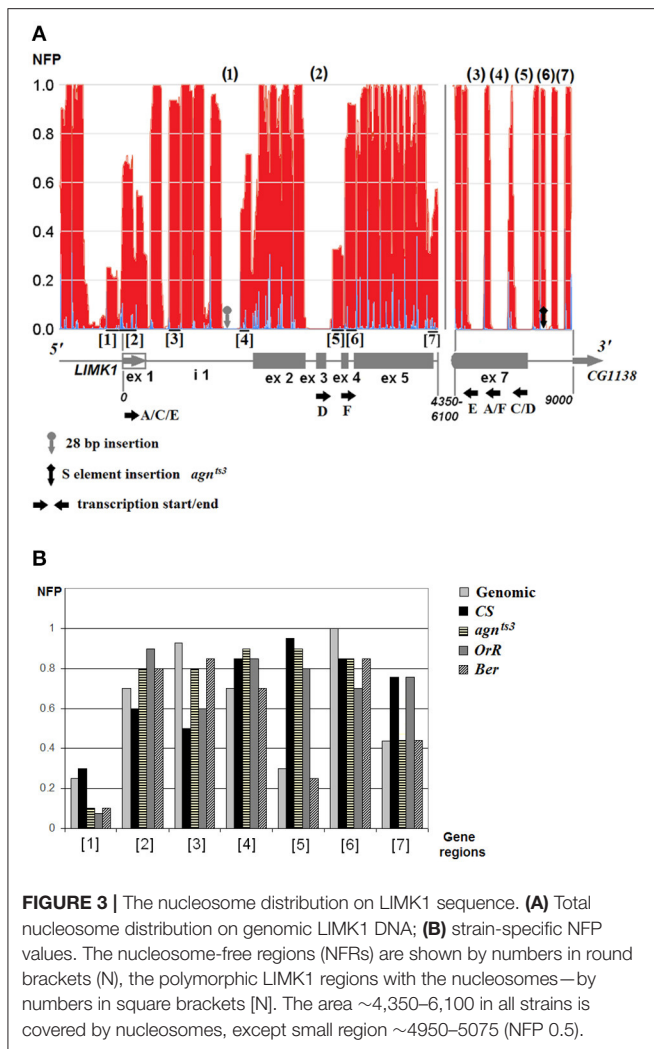 A
NFP
(1) (2) (3) (4) (5) (6) (7)
1.0
0.8
0.6
0.4
0.2
0.0
[1] [2] [3] [4] [5] [6] [7]
5' 3'
LIMK1 ex 1 i 1 ex 2 ex 3 ex 4 ex 5 ex 7 CG1138
0 A/C/E D F 4350-6100 E A/F C/D 9000
28 bp insertion
S element insertion agn^ts3
transcription start/end
B
NFP
Genomic
CS
agn^ts3
OrR
Ber
1
0.8
0.6
0.4
0.2
0
[1] [2] [3] [4] [5] [6] [7]
Gene regions
FIGURE 3 | The nucleosome distribution on LIMK1 sequence. (A) Total
nucleosome distribution on genomic LIMK1 DNA; (B) strain-specific NFP
values. The nucleosome-free regions (NFRs) are shown by numbers in round
brackets (N), the polymorphic LIMK1 regions with the nucleosomes—by
numbers in square brackets [N]. The area ~4,350–6,100 in all strains is
covered by nucleosomes, except small region ~4950–5075 (NFP 0.5).